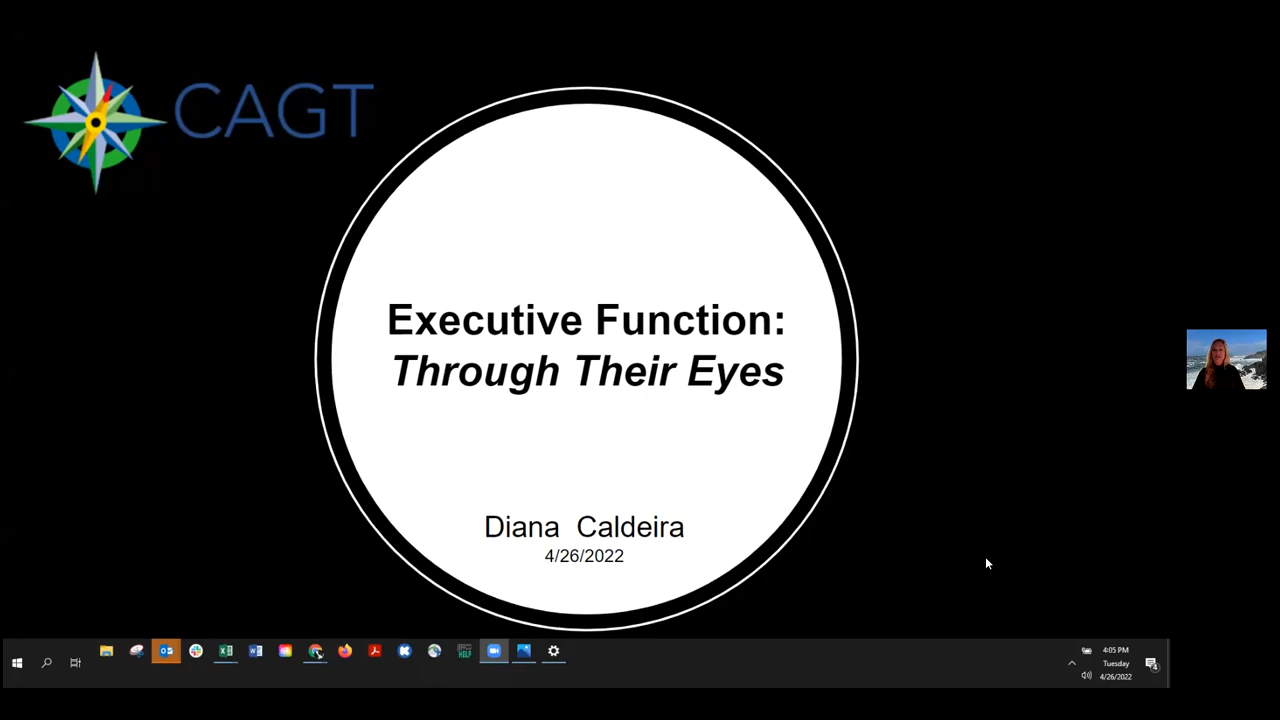 CAGT
Executive Function:
Through Their Eyes
Diana Caldeira
4/26/2022
4:05 PM
Tuesday
4/26/2022